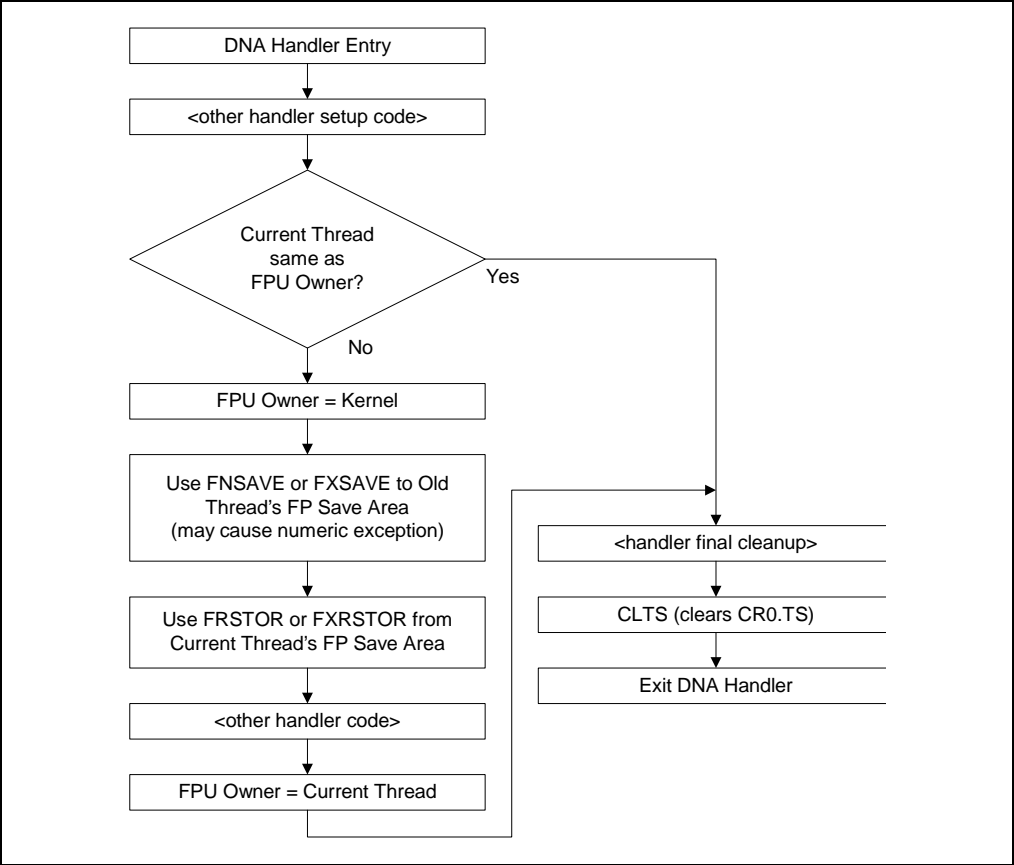 DNA Handler Entry
<other handler setup code>
Current Thread
same as
FPU Owner?
Yes
No
FPU Owner = Kernel
Use FNSAVE or FXSAVE to Old
Thread's FP Save Area
(may cause numeric exception)
Use FRSTOR or FXRSTOR from
Current Thread's FP Save Area
<other handler code>
FPU Owner = Current Thread
<handler final cleanup>
CLTS (clears CR0.TS)
Exit DNA Handler